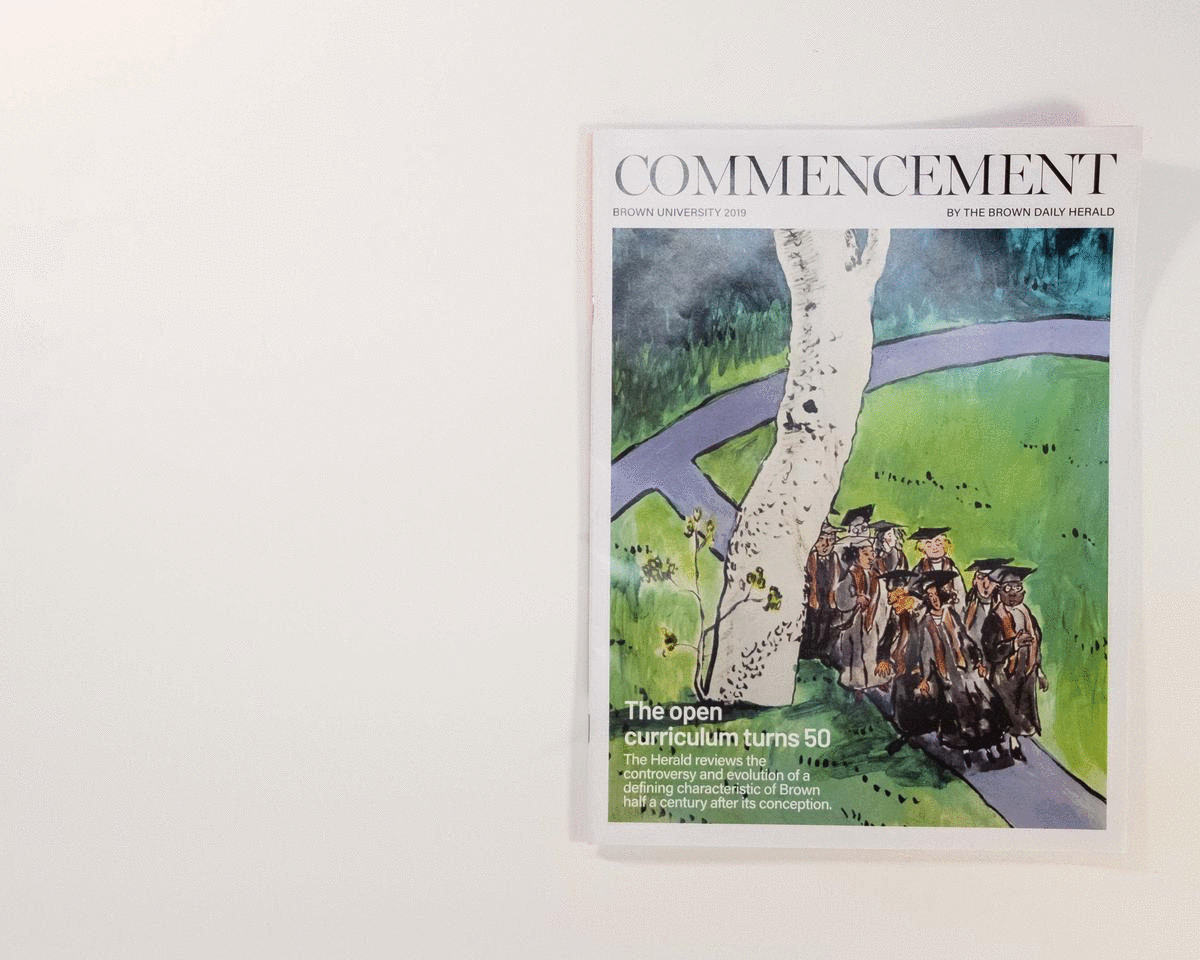 COMMENCEMENT
BROWN UNIVERSITY 2019
BY THE BROWN DAILY HERALD
The open
curriculum turns 50
The Herald reviews the
controversy and evolution of a
defining characteristic of Brown
half a century after its conception.